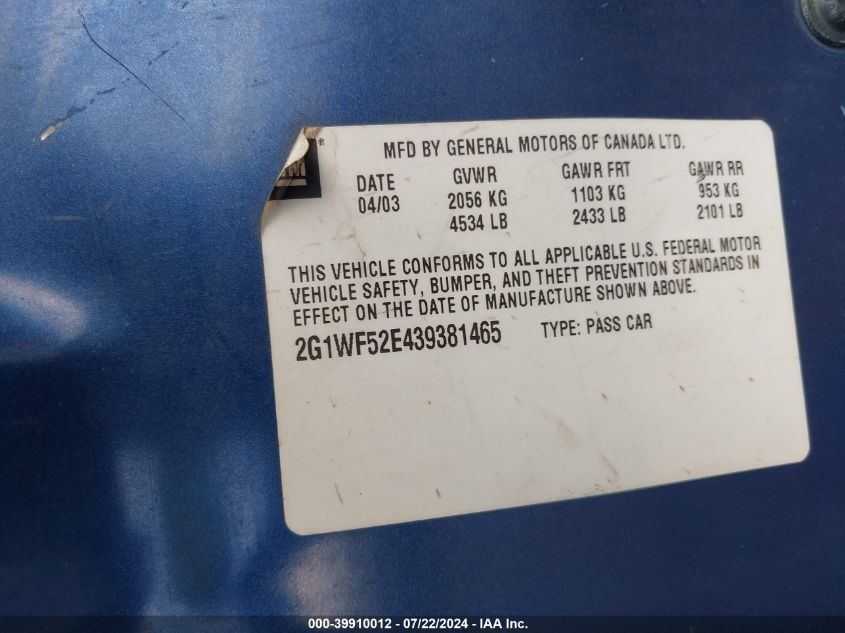 GM®
MFD BY GENERAL MOTORS OF CANADA LTD.
DATE GVWR GAWR FRT GAWR RR
04/03 2056 KG 1103 KG 953 KG
4534 LB 2433 LB 2101 LB
THIS VEHICLE CONFORMS TO ALL APPLICABLE U.S. FEDERAL MOTOR
VEHICLE SAFETY, BUMPER, AND THEFT PREVENTION STANDARDS IN
EFFECT ON THE DATE OF MANUFACTURE SHOWN ABOVE.
2G1WF52E439381465 TYPE: PASS CAR
000-39910012 - 07/22/2024 - IAA Inc.